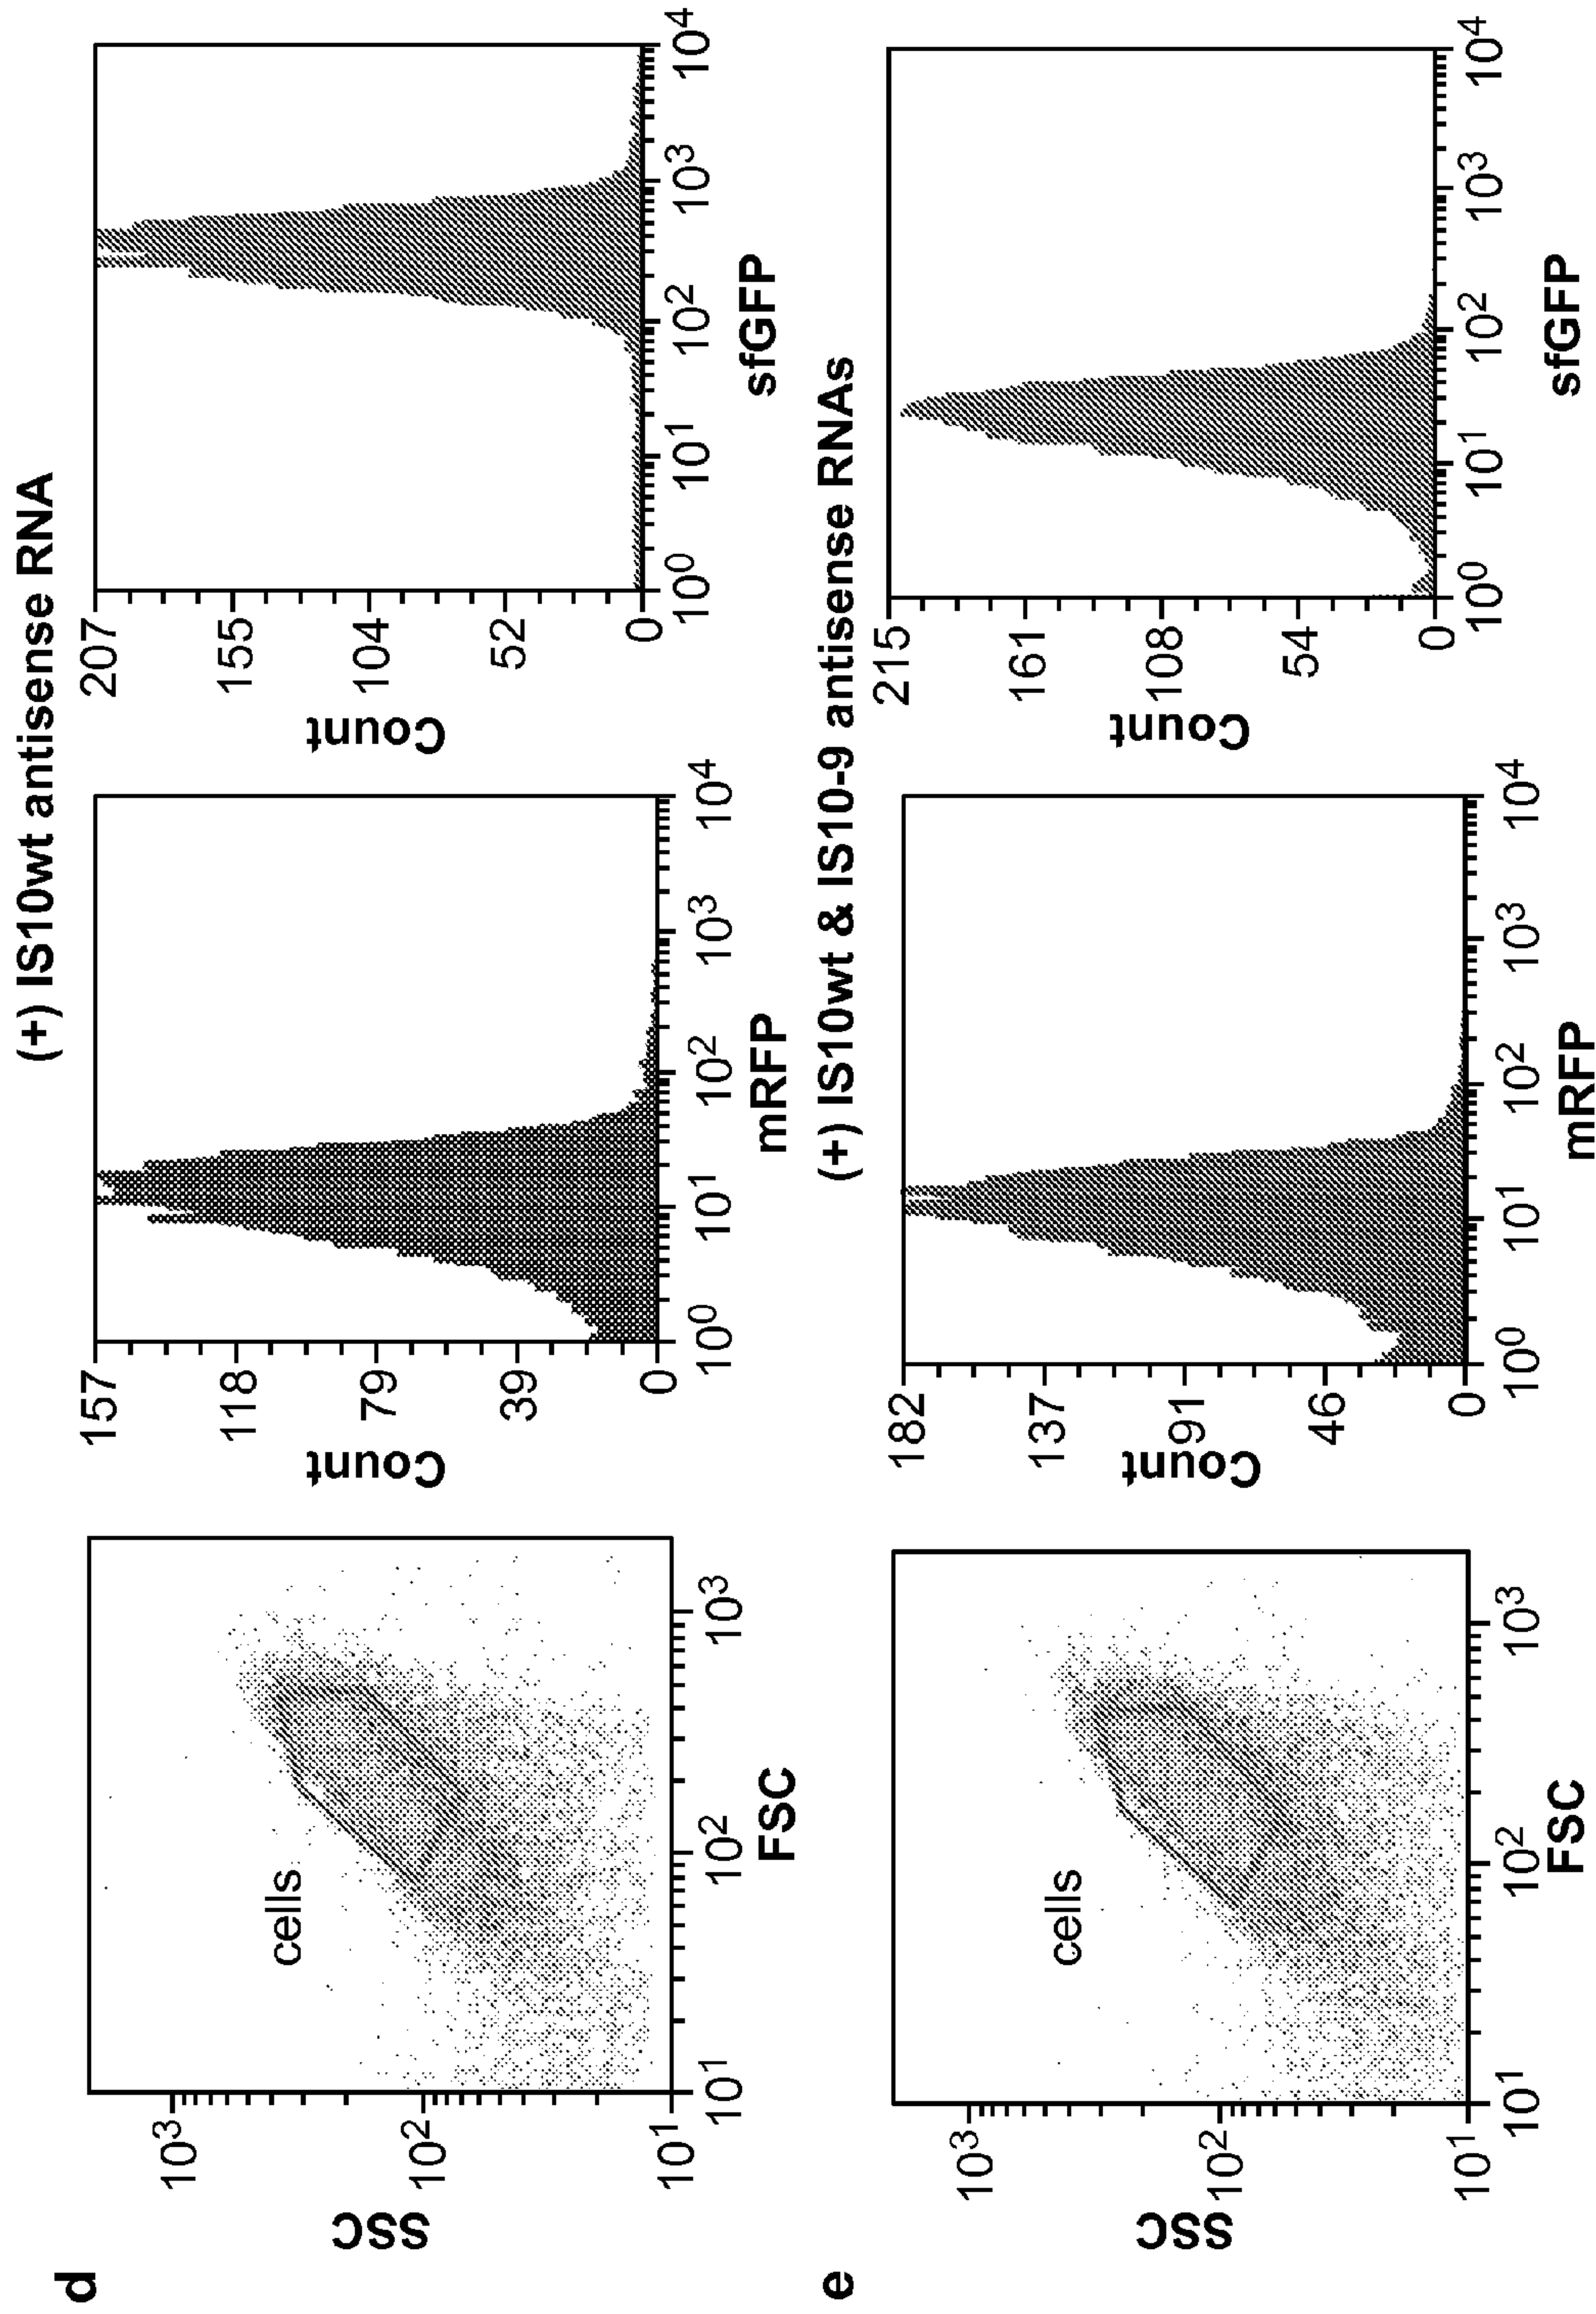 d
(+) IS10wt antisense RNA
SSC
10³
10²
10¹
cells
10¹ 10² 10³
FSC
Count
157
118
79
39
0
10⁰ 10¹ 10² 10³ 10⁴
mRFP
Count
207
155
104
52
0
10⁰ 10¹ 10² 10³ 10⁴
sfGFP
e
(+) IS10wt & IS10-9 antisense RNAs
SSC
10³
10²
10¹
cells
10¹ 10² 10³
FSC
Count
182
137
91
46
0
10⁰ 10¹ 10² 10³ 10⁴
mRFP
Count
215
161
108
54
0
10⁰ 10¹ 10² 10³ 10⁴
sfGFP